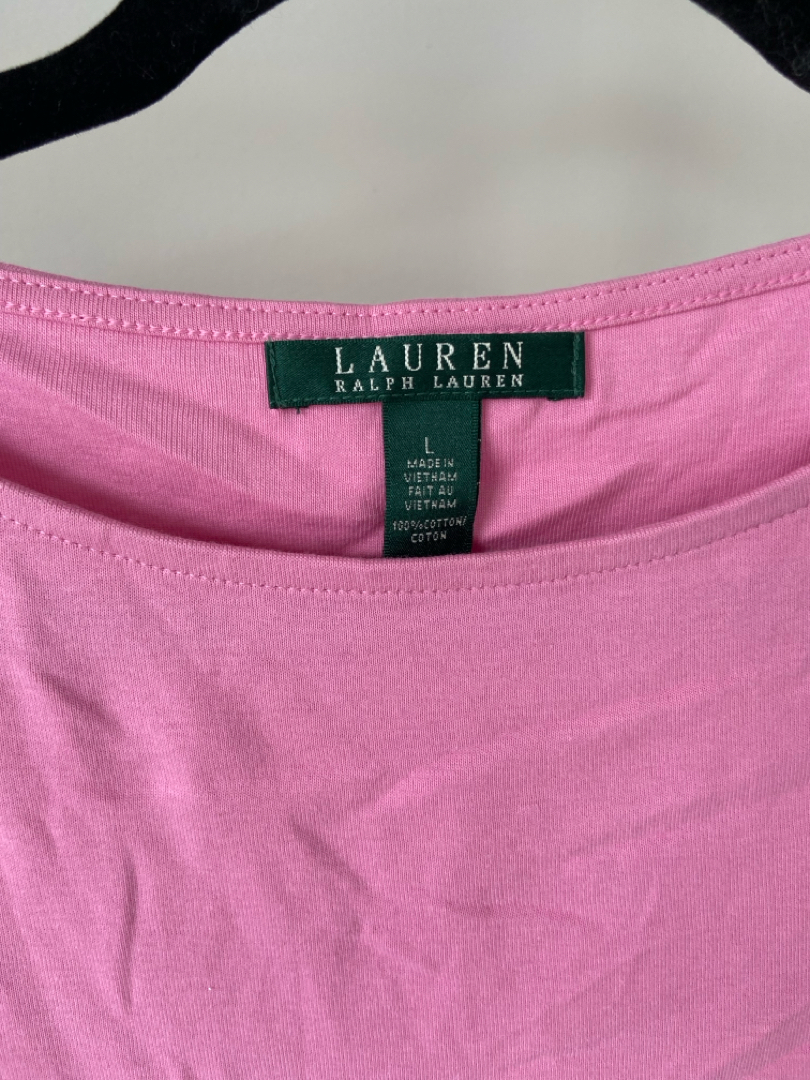 LAUREN
RALPH LAUREN
L
MADE IN
VIETNAM
FAIT AU
VIETNAM
100%COTTON/
COTON